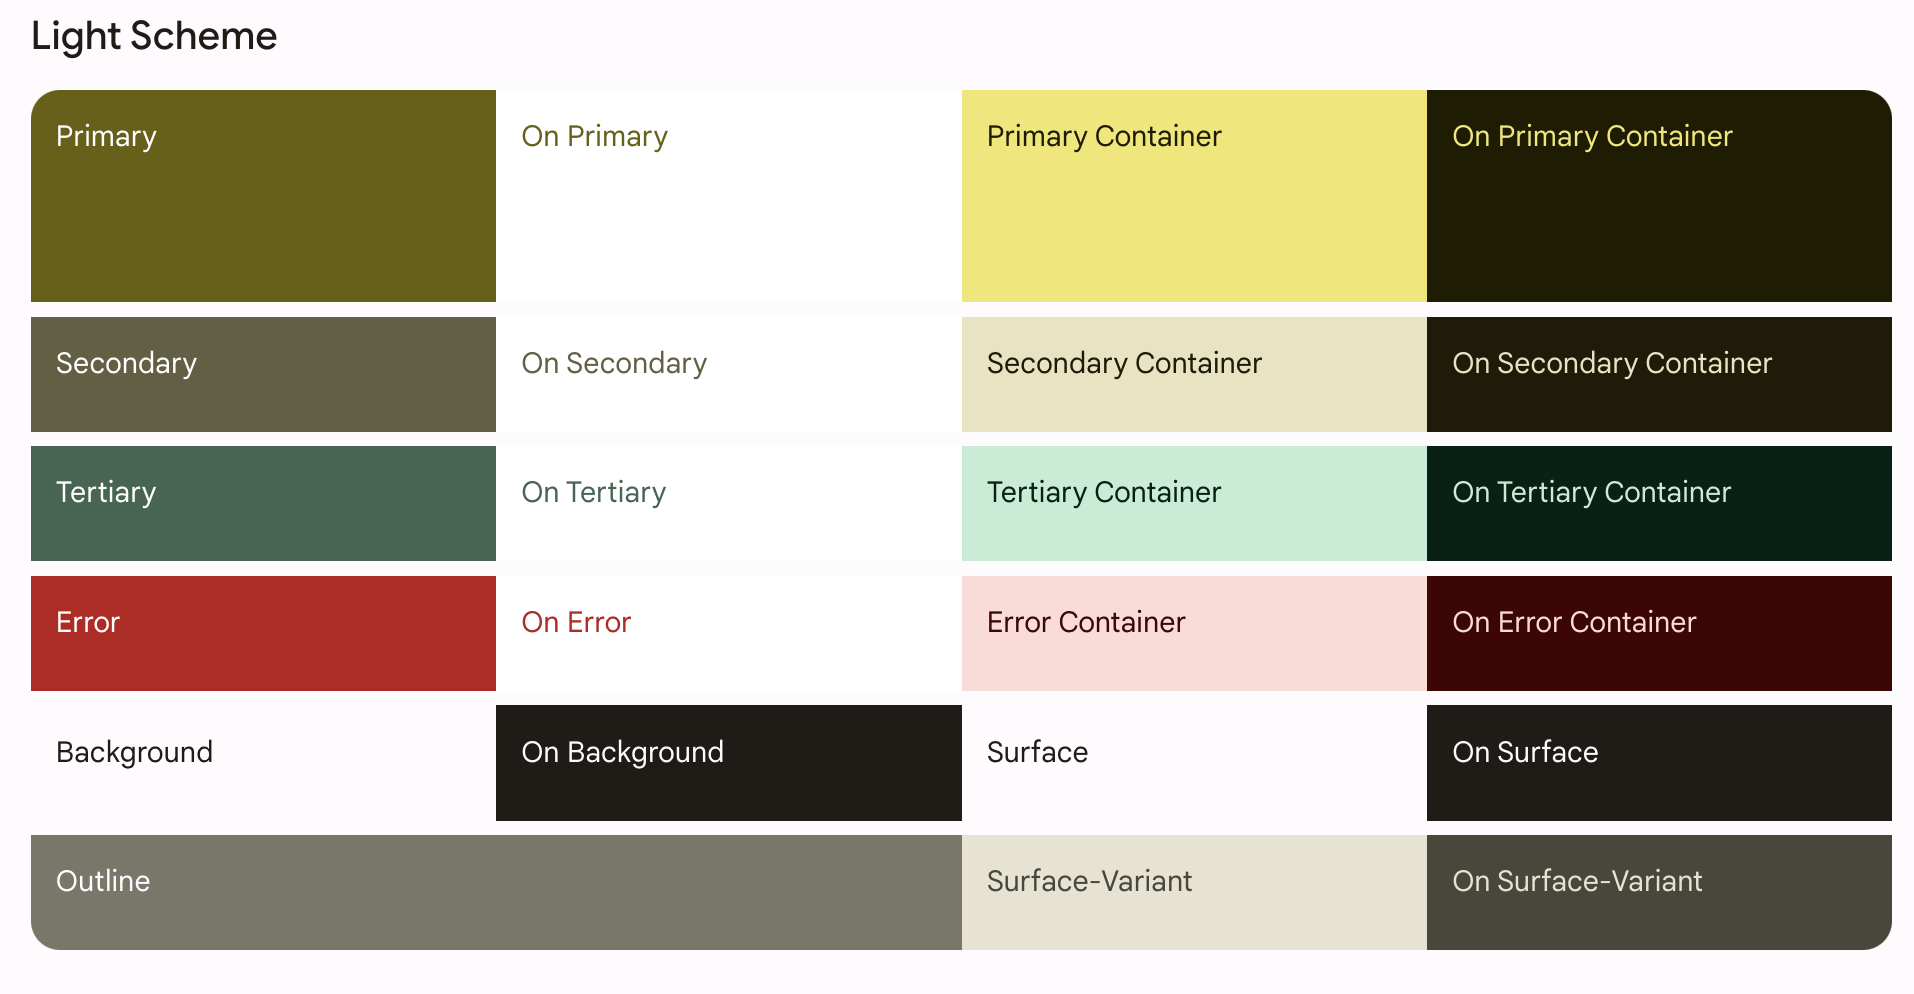 Light Scheme
Primary
On Primary
Primary Container
On Primary Container
Secondary
On Secondary
Secondary Container
On Secondary Container
Tertiary
On Tertiary
Tertiary Container
On Tertiary Container
Error
On Error
Error Container
On Error Container
Background
On Background
Surface
On Surface
Outline
Surface-Variant
On Surface-Variant